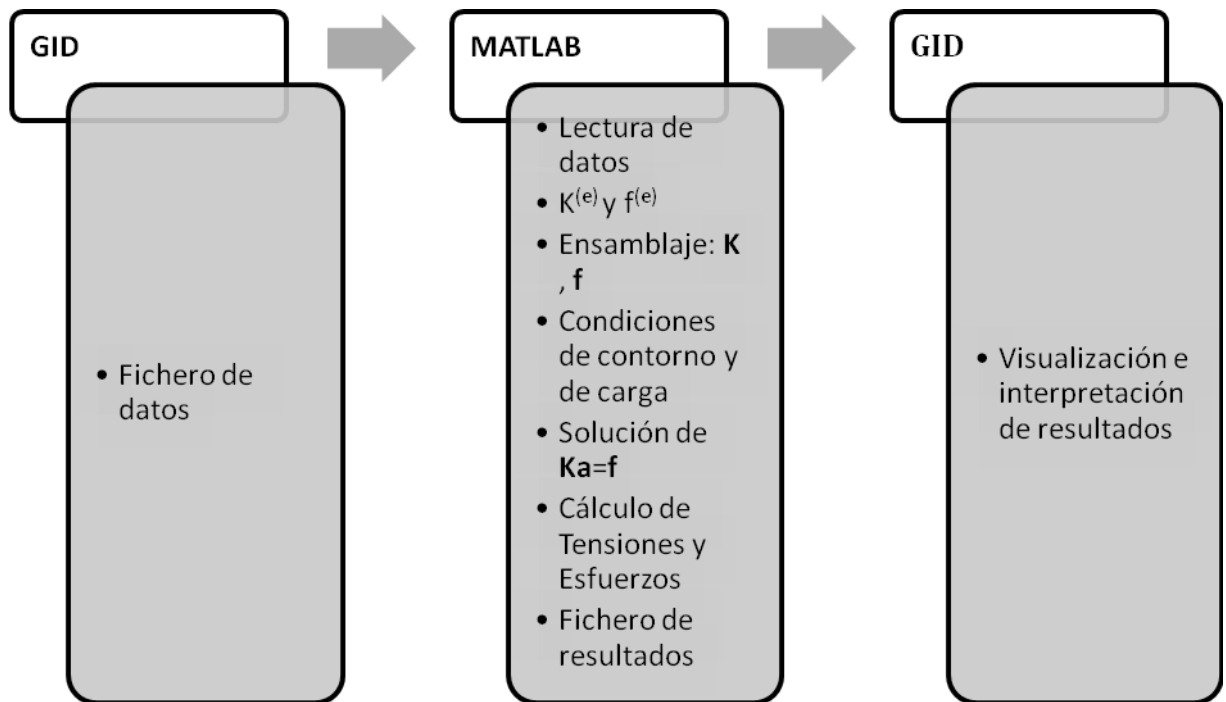 GID
• Fichero de
datos
MATLAB
• Lectura de
datos
• K⁽ᵉ⁾ y f⁽ᵉ⁾
• Ensamblaje: K
, f
• Condiciones
de contorno y
de carga
• Solución de
Ka=f
• Cálculo de
Tensiones y
Esfuerzos
• Fichero de
resultados
GID
• Visualización e
interpretación
de resultados